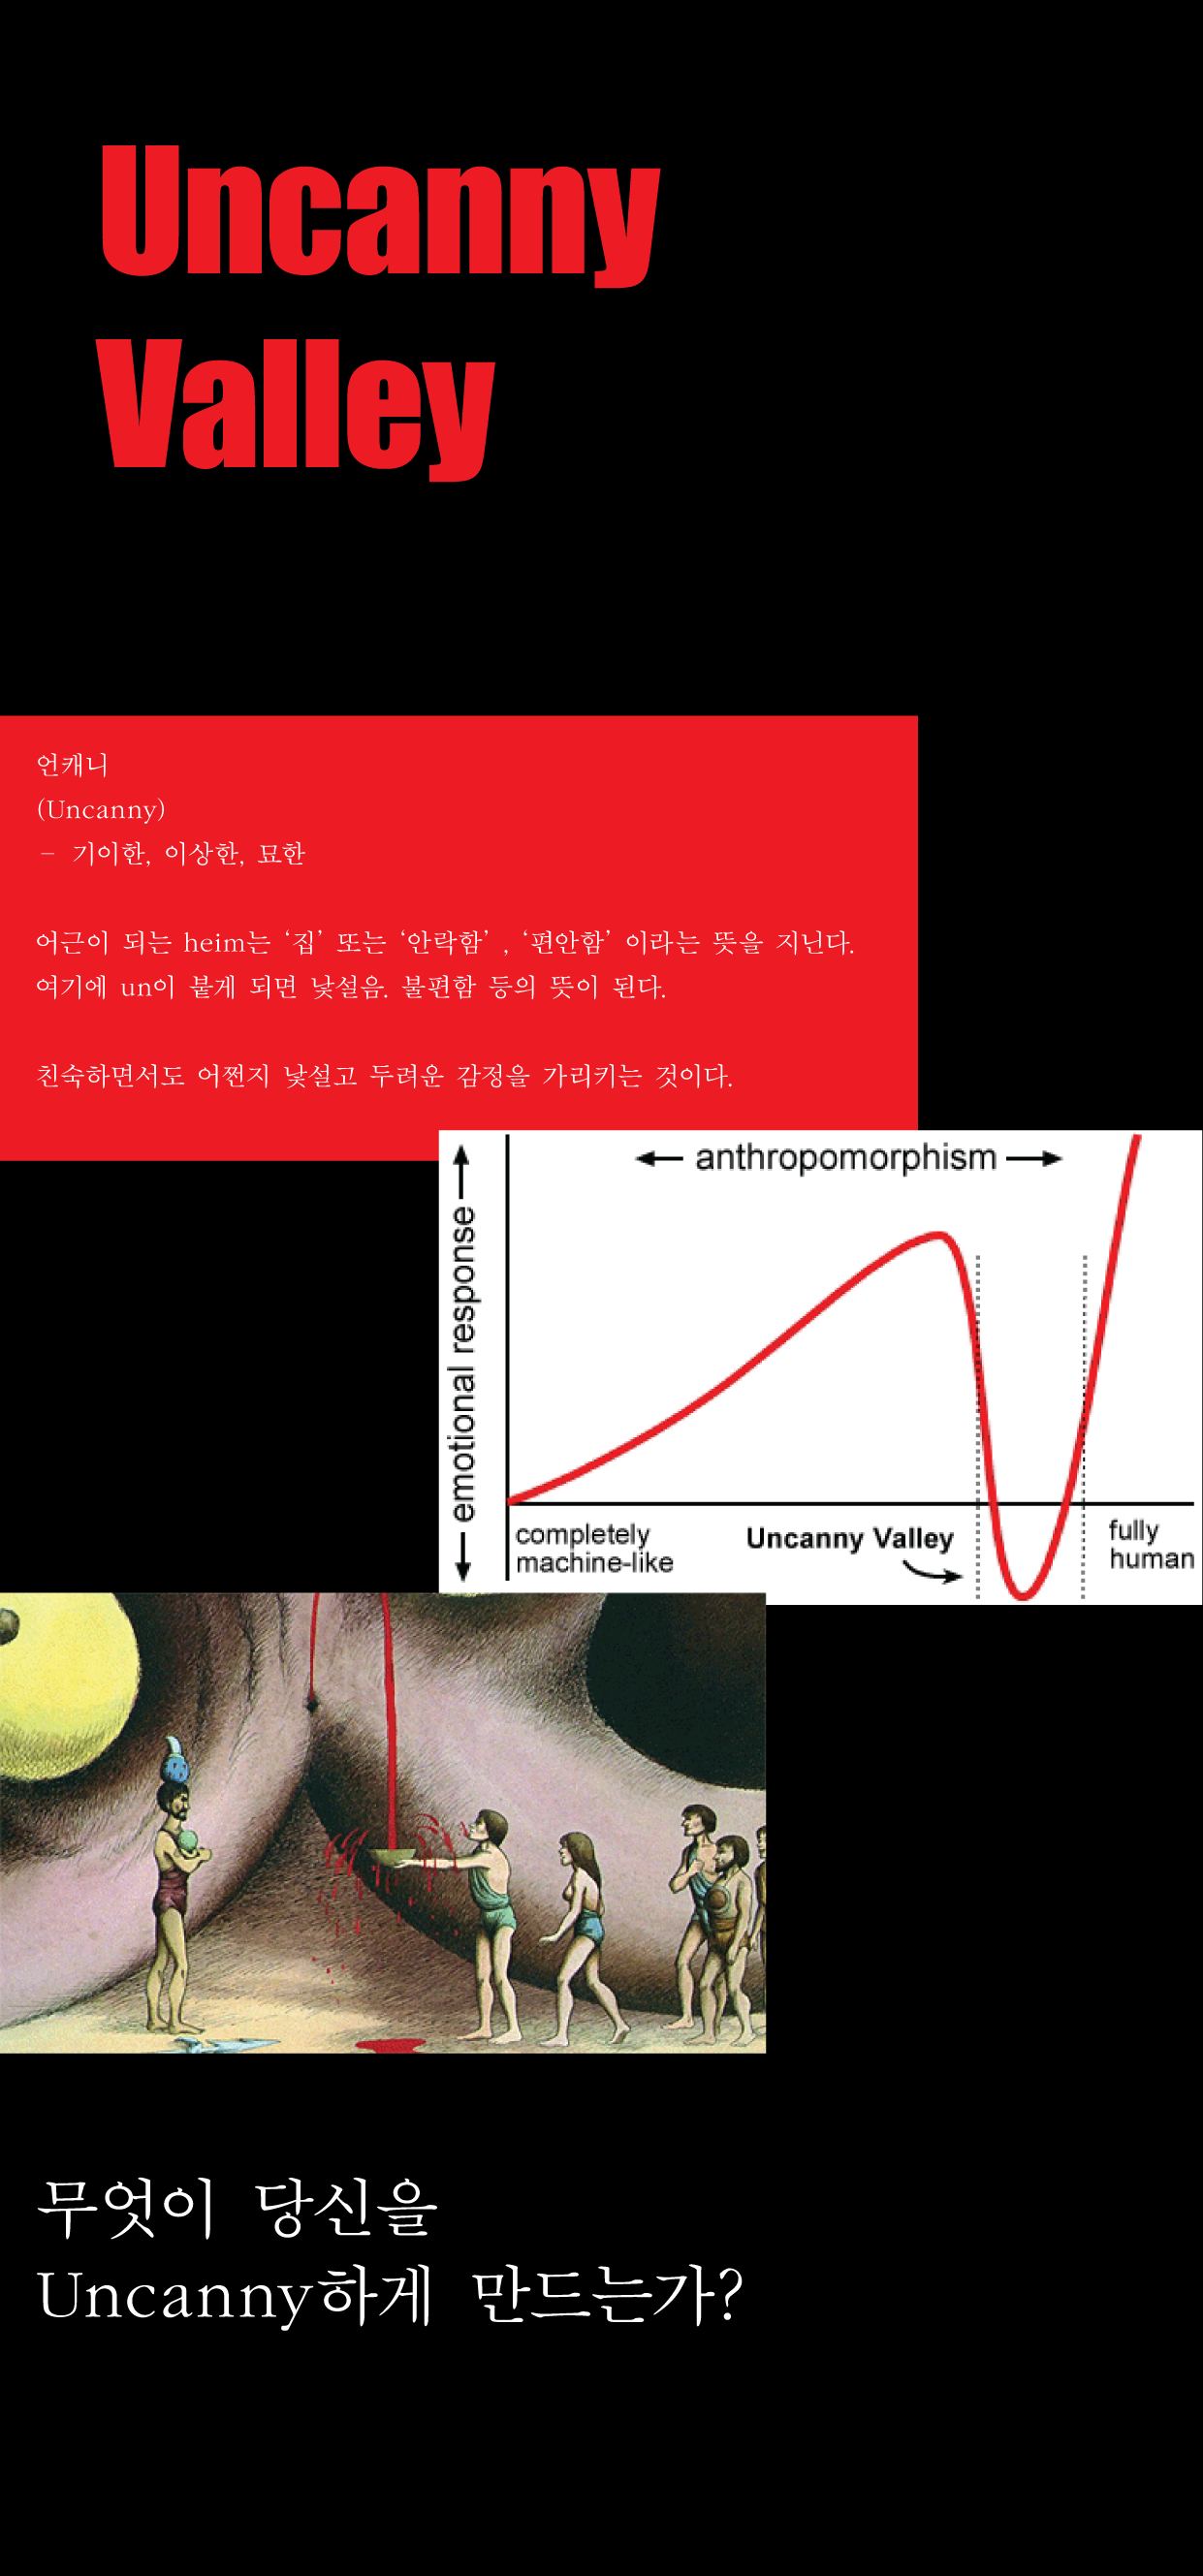 Uncanny
Valley
언캐니
(Uncanny)
– 기이한, 이상한, 묘한
어근이 되는 heim는 ‘집’ 또는 ‘안락함’ , ‘편안함’ 이라는 뜻을 지닌다.
여기에 un이 붙게 되면 낯설음. 불편함 등의 뜻이 된다.
친숙하면서도 어쩐지 낯설고 두려운 감정을 가리키는 것이다.
anthropomorphism
emotional response
completely
machine-like
Uncanny Valley
fully
human
무엇이 당신을
Uncanny하게 만드는가?